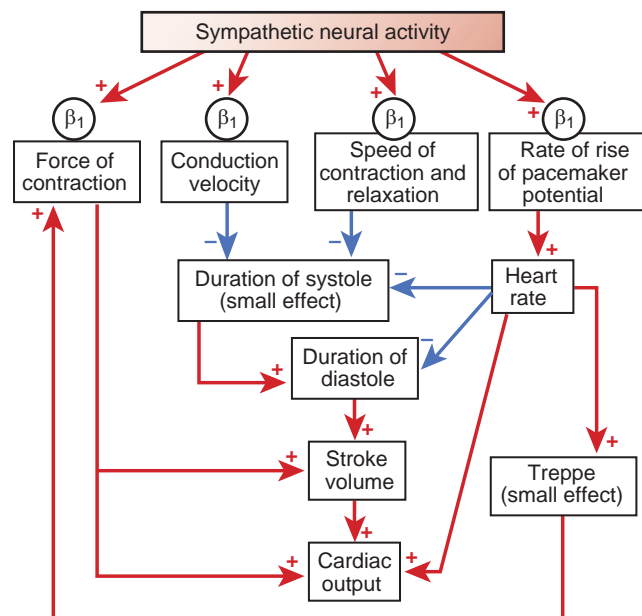 Sympathetic neural activity
+ + + +
β1 β1 β1 β1
Force of
contraction
Conduction
velocity
Speed of
contraction and
relaxation
Rate of rise
of pacemaker
potential
+ – – +
Duration of systole
(small effect)
–
Heart
rate
+
Duration of
diastole
–
+ +
+
Stroke
volume
Treppe
(small effect)
+
+
Cardiac
output
+